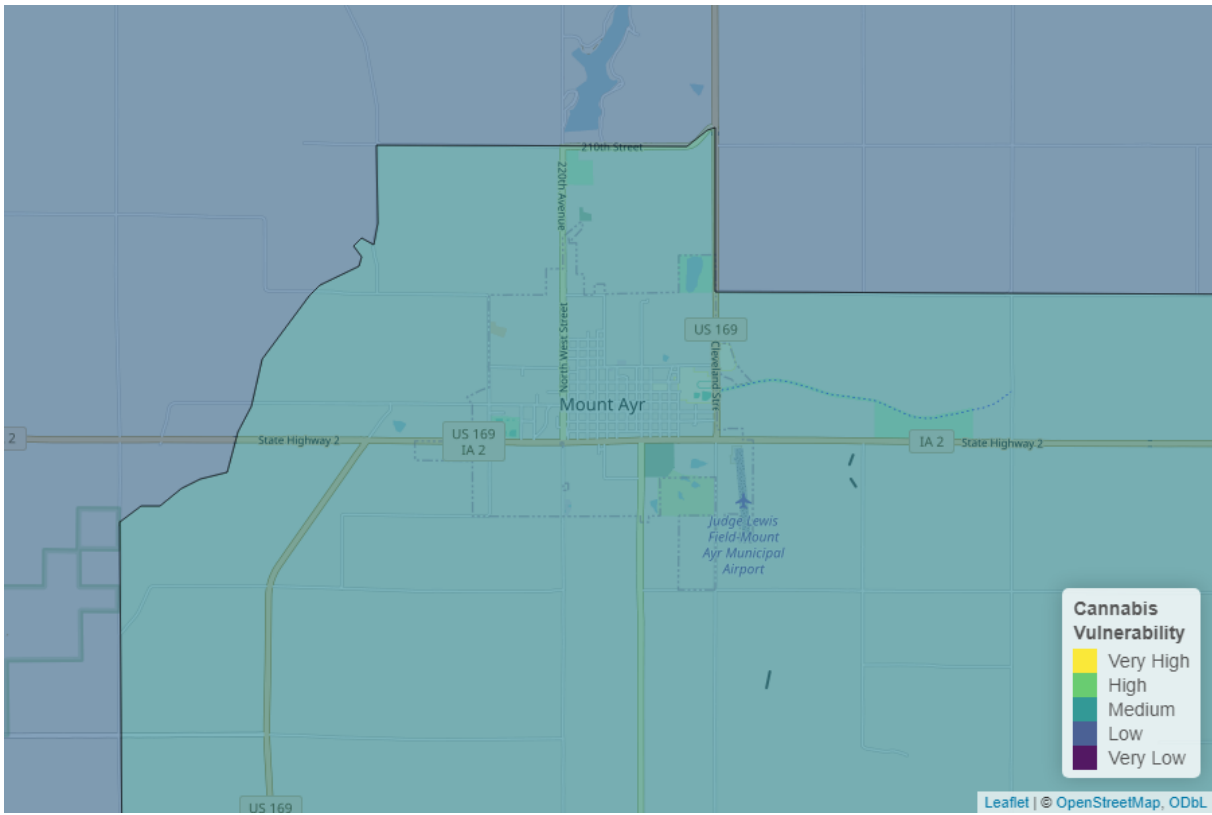 210th Street
220th Avenue
US 169
North West Street
Cleveland Stre
Mount Ayr
2
State Highway 2
US 169
IA 2
IA 2
State Highway 2
Judge Lewis
Field-Mount
Ayr Municipal
Airport
US 169
Cannabis
Vulnerability
Very High
High
Medium
Low
Very Low
Leaflet | © OpenStreetMap, ODbL